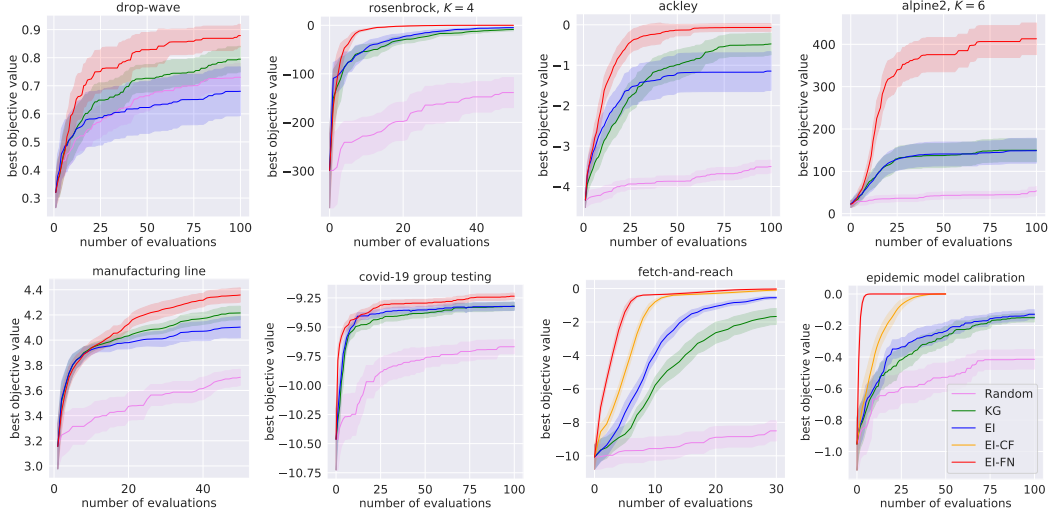 drop-wave
best objective value
0.9
0.8
0.7
0.6
0.5
0.4
0.3
0 25 50 75 100
number of evaluations
rosenbrock, K = 4
best objective value
0
−100
−200
−300
0 20 40
number of evaluations
ackley
best objective value
0
−1
−2
−3
−4
0 25 50 75 100
number of evaluations
alpine2, K = 6
best objective value
400
300
200
100
0
0 25 50 75 100
number of evaluations
manufacturing line
best objective value
4.4
4.2
4.0
3.8
3.6
3.4
3.2
3.0
0 20 40
number of evaluations
covid-19 group testing
best objective value
−9.25
−9.50
−9.75
−10.00
−10.25
−10.50
−10.75
0 25 50 75 100
number of evaluations
fetch-and-reach
best objective value
0
−2
−4
−6
−8
−10
0 10 20 30
number of evaluations
epidemic model calibration
best objective value
0.0
−0.2
−0.4
−0.6
−0.8
−1.0
0 25 50 75 100
number of evaluations
Random
KG
EI
EI-CF
EI-FN